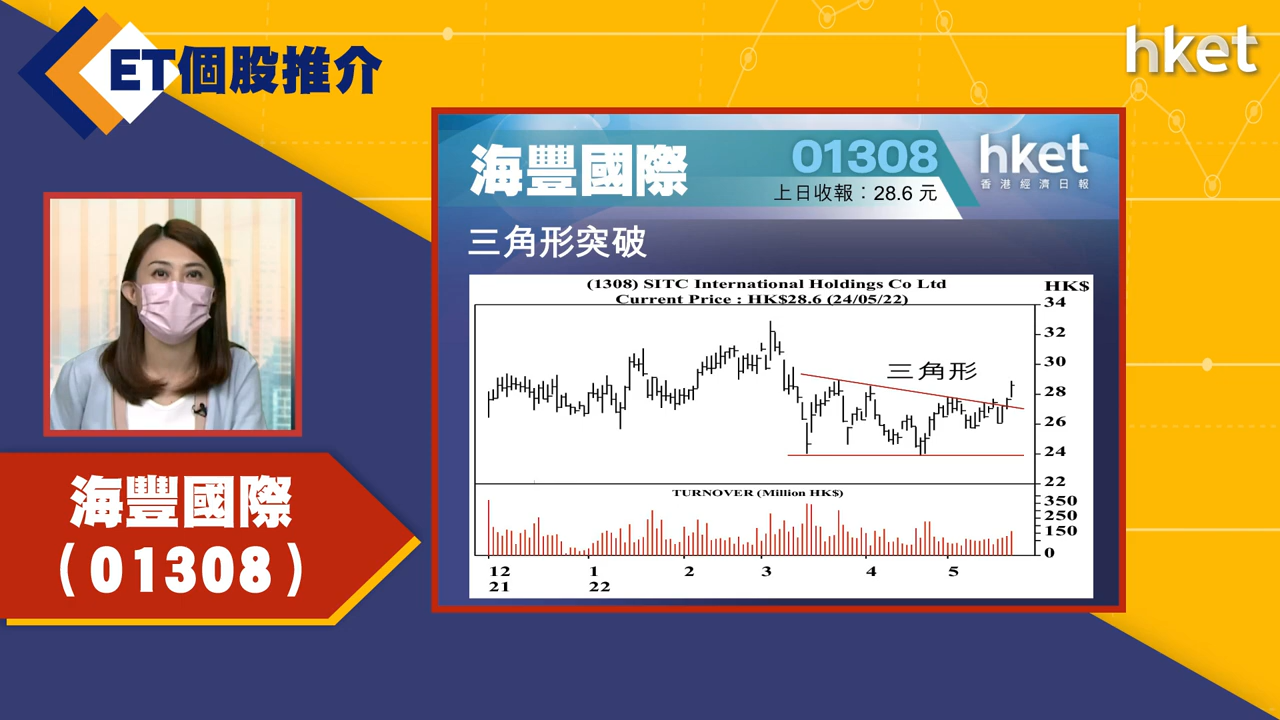 ET個股推介
hket
海豐國際
01308
上日收報：28.6 元
hket
香港經濟日報
三角形突破
(1308) SITC International Holdings Co Ltd
Current Price : HK$28.6 (24/05/22)
HK$
34
32
30
28
26
24
22
三角形
TURNOVER (Million HK$)
350
250
150
0
12 1 2 3 4 5
21 22
海豐國際
（01308）